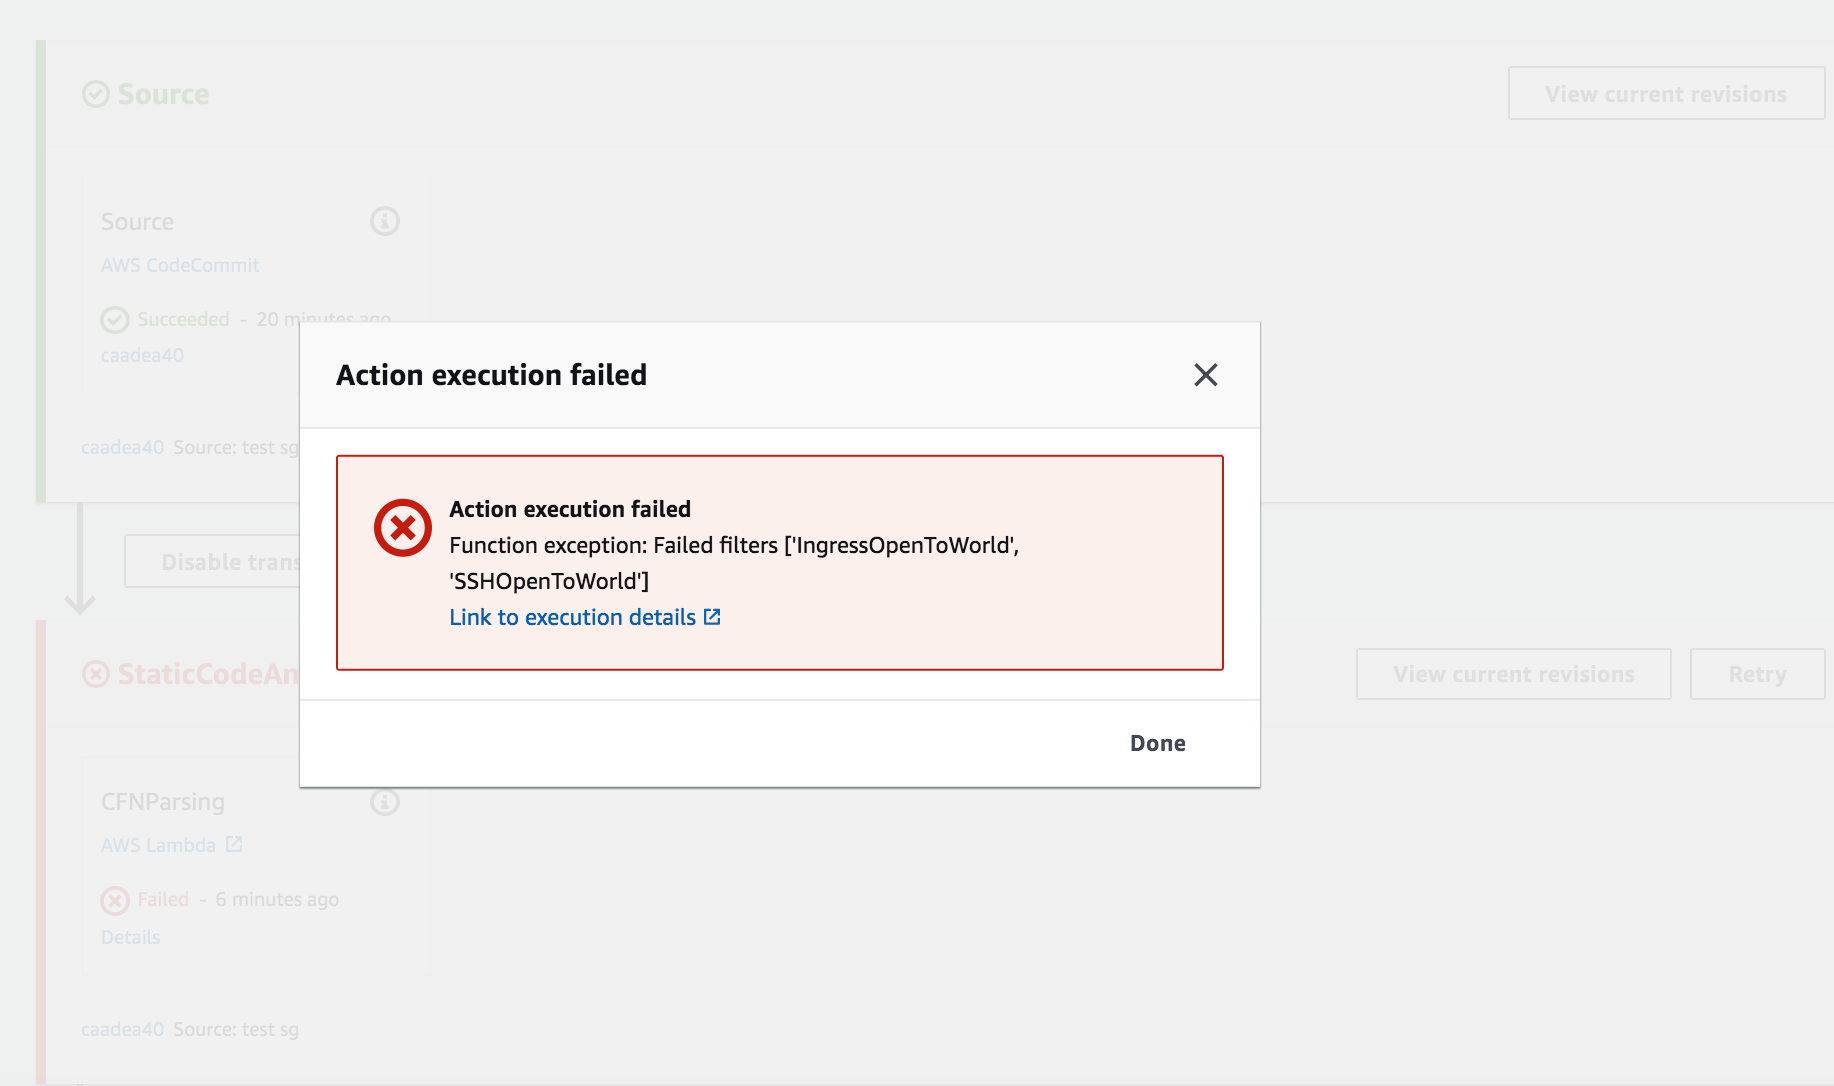 Source
View current revisions
Source
AWS CodeCommit
Succeeded - 20 minutes ago
caadea40
caadea40 Source: test sg
Disable trans
Action execution failed
Action execution failed
Function exception: Failed filters ['IngressOpenToWorld',
'SSHOpenToWorld']
Link to execution details
Done
StaticCodeAn
View current revisions
Retry
CFNParsing
AWS Lambda
Failed - 6 minutes ago
Details
caadea40 Source: test sg